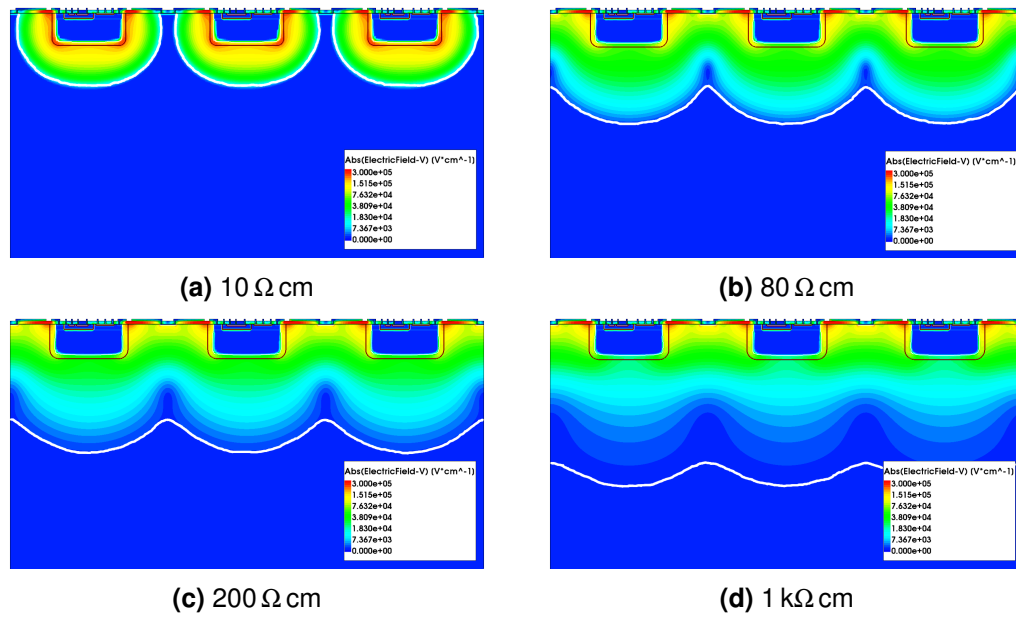 Abs(ElectricField-V) (V*cm^-1)
3.000e+05
1.515e+05
7.632e+04
3.809e+04
1.830e+04
7.367e+03
0.000e+00
(a) 10 Ω cm
Abs(ElectricField-V) (V*cm^-1)
3.000e+05
1.515e+05
7.632e+04
3.809e+04
1.830e+04
7.367e+03
0.000e+00
(b) 80 Ω cm
Abs(ElectricField-V) (V*cm^-1)
3.000e+05
1.515e+05
7.632e+04
3.809e+04
1.830e+04
7.367e+03
0.000e+00
(c) 200 Ω cm
Abs(ElectricField-V) (V*cm^-1)
3.000e+05
1.515e+05
7.632e+04
3.809e+04
1.830e+04
7.367e+03
0.000e+00
(d) 1 kΩ cm